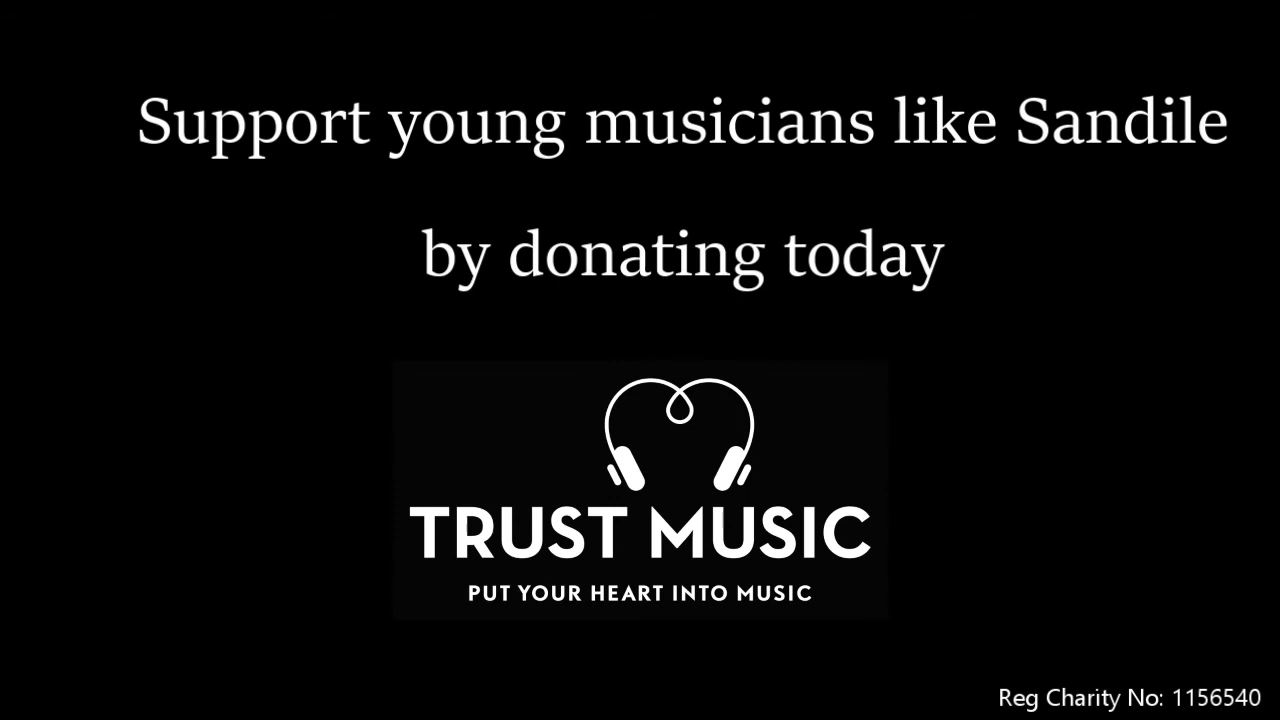 Support young musicians like Sandile
by donating today
TRUST MUSIC
PUT YOUR HEART INTO MUSIC
Reg Charity No: 1156540